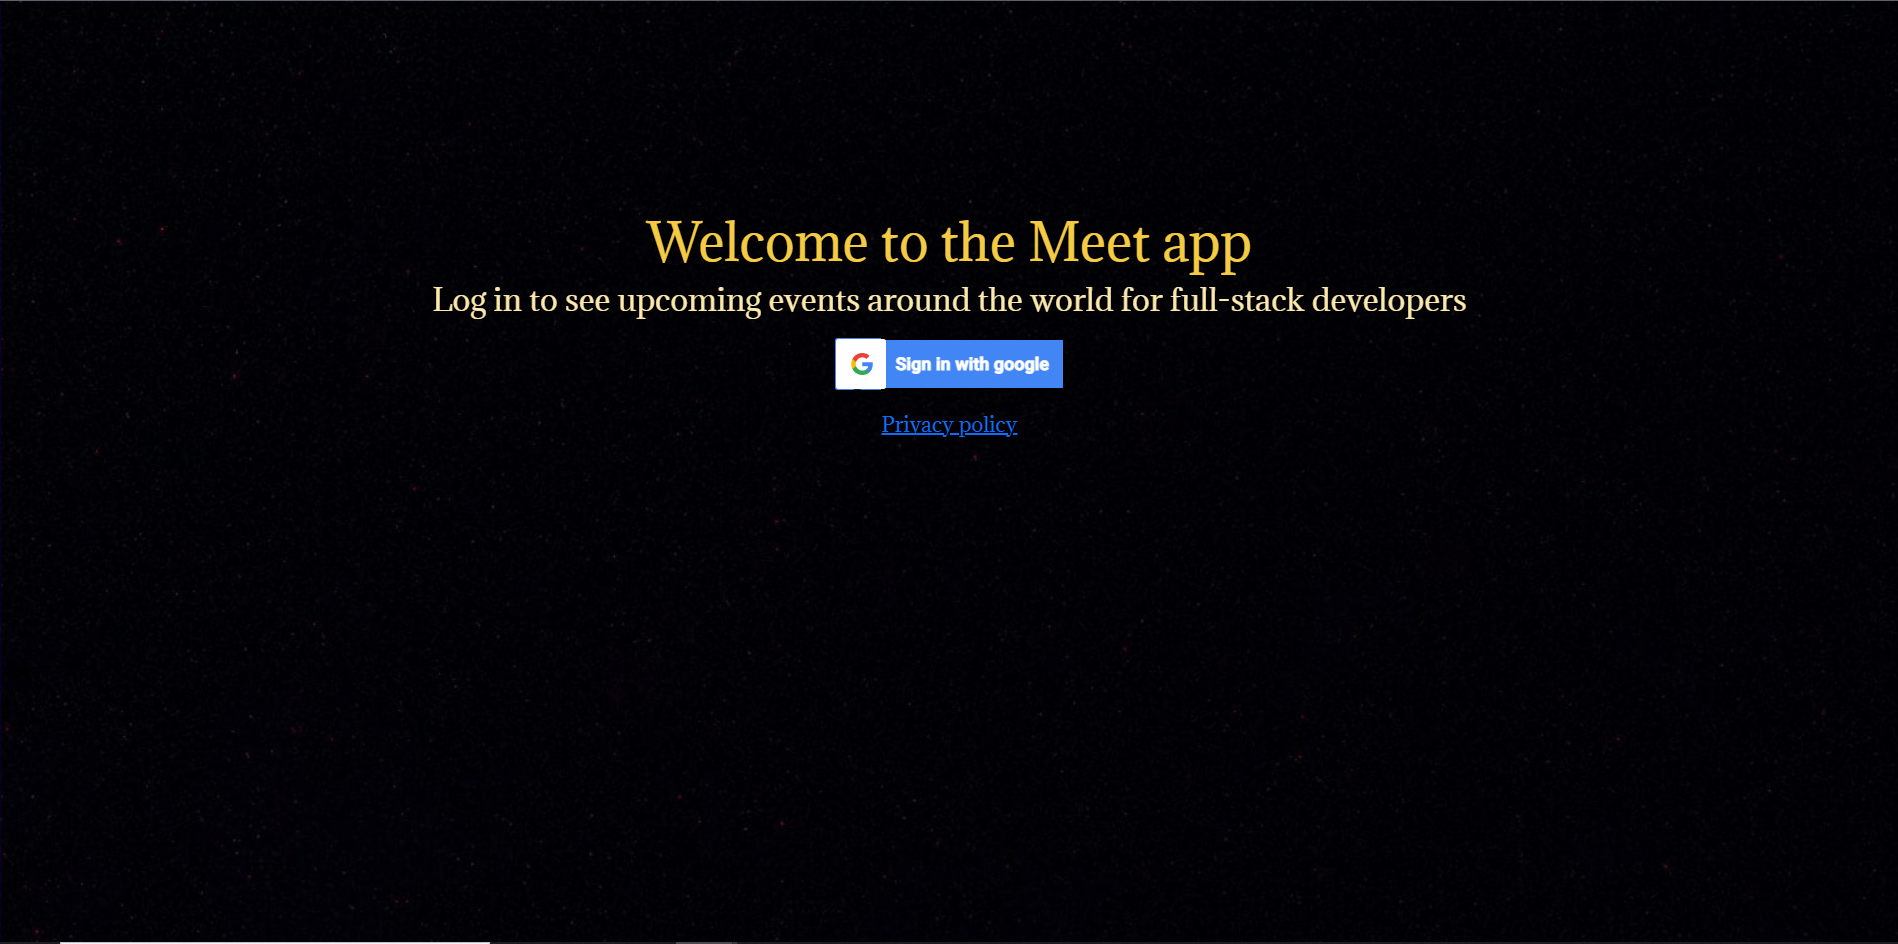 Welcome to the Meet app
Log in to see upcoming events around the world for full-stack developers
Sign in with google
Privacy policy